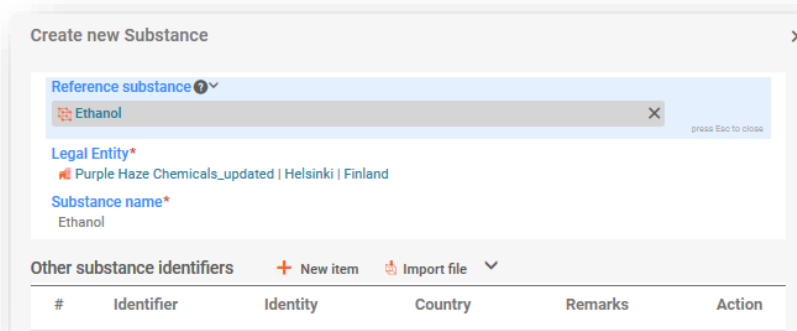 Create new Substance
Reference substance
Ethanol
press Esc to close
Legal Entity*
Purple Haze Chemicals_updated | Helsinki | Finland
Substance name*
Ethanol
Other substance identifiers + New item Import file
# Identifier Identity Country Remarks Action